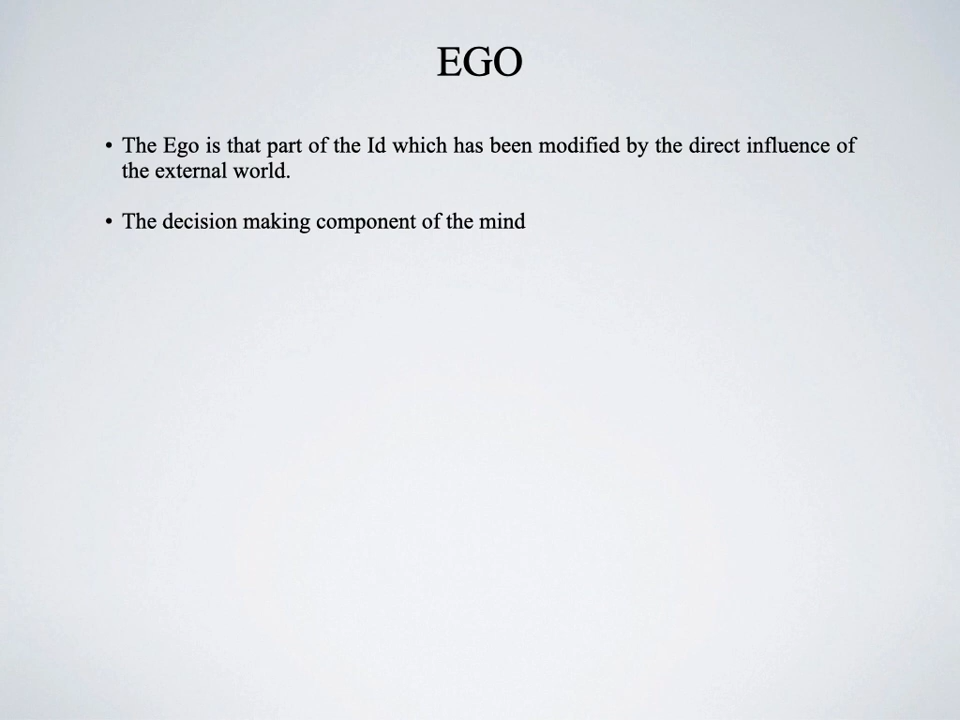 EGO
• The Ego is that part of the Id which has been modified by the direct influence of
the external world.
• The decision making component of the mind